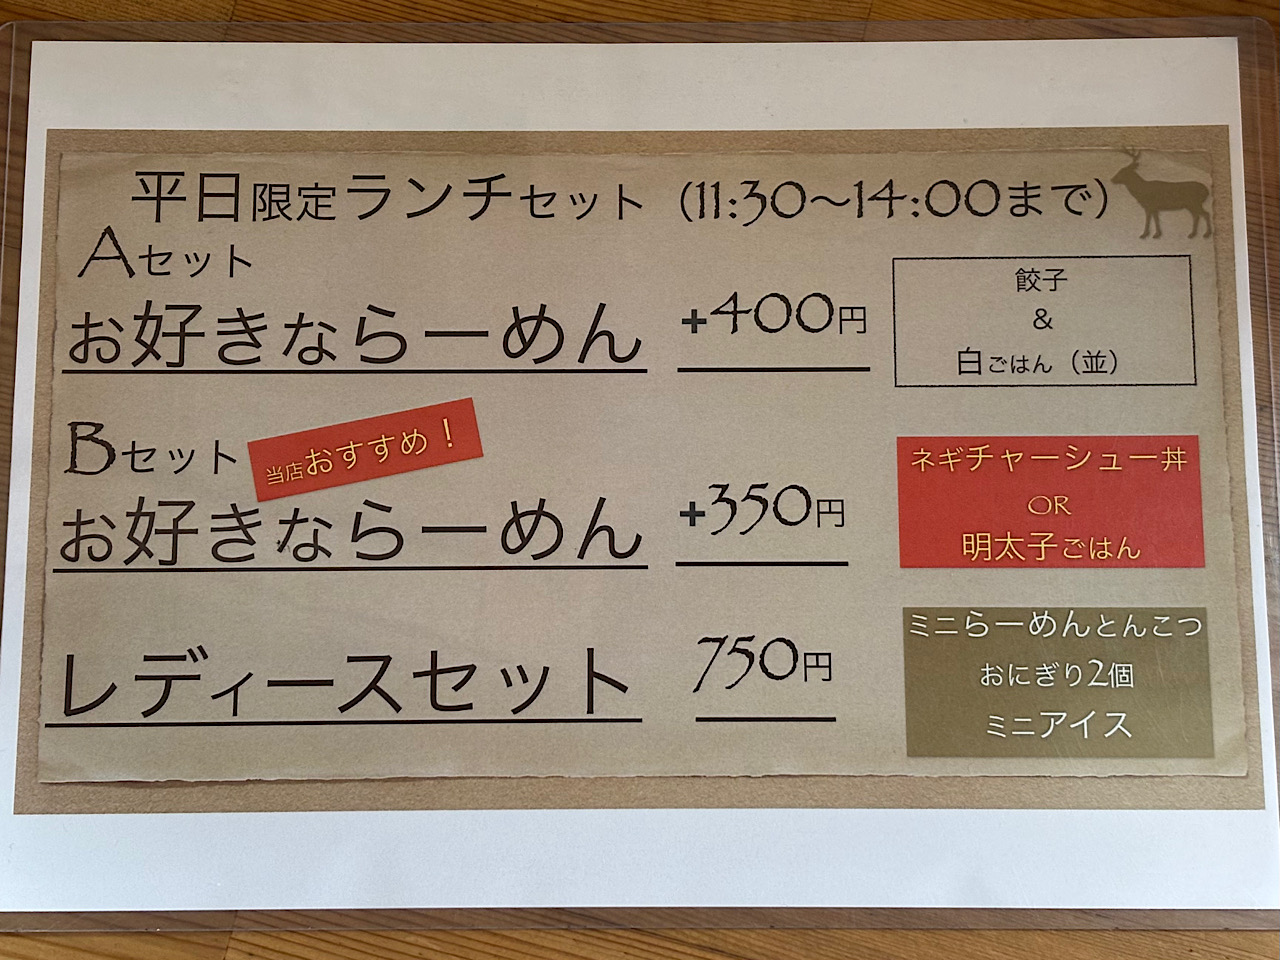 平日限定ランチセット (11:30〜14:00まで)
Aセット
お好きならーめん +400円
餃子
&
白ごはん（並）
Bセット
当店おすすめ！
お好きならーめん +350円
ネギチャーシュー丼
OR
明太子ごはん
レディースセット 750円
ミニらーめんとんこつ
おにぎり2個
ミニアイス